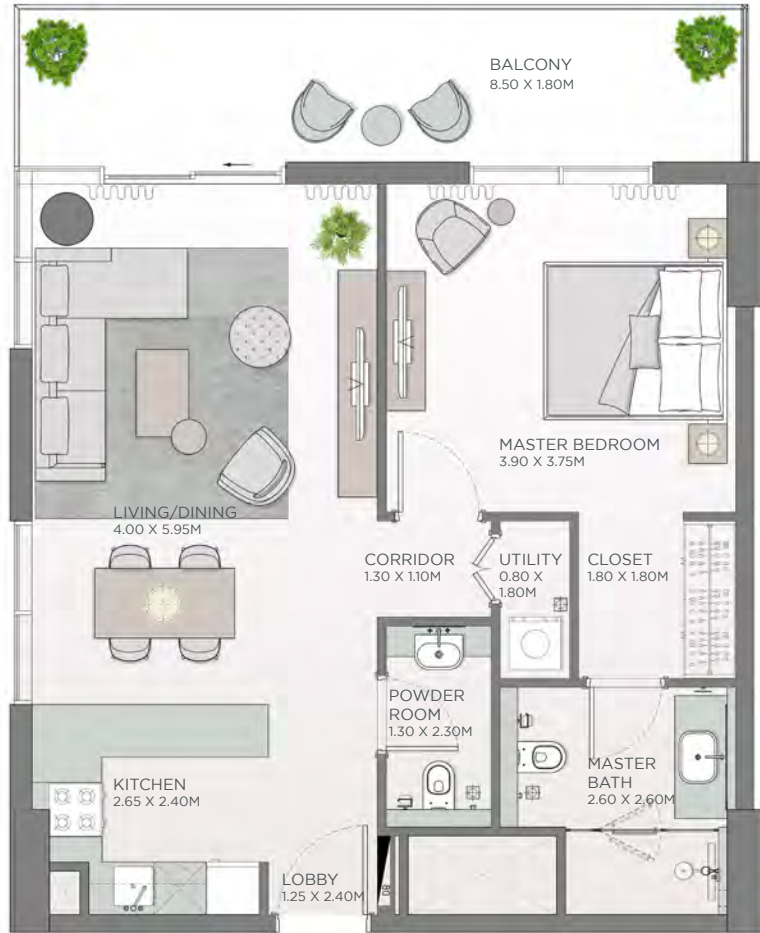 BALCONY
8.50 X 1.80M
MASTER BEDROOM
3.90 X 3.75M
LIVING/DINING
4.00 X 5.95M
CORRIDOR
1.30 X 1.10M
UTILITY
0.80 X
1.80M
CLOSET
1.80 X 1.80M
POWDER
ROOM
1.30 X 2.30M
MASTER
BATH
2.60 X 2.60M
KITCHEN
2.65 X 2.40M
LOBBY
1.25 X 2.40M
80